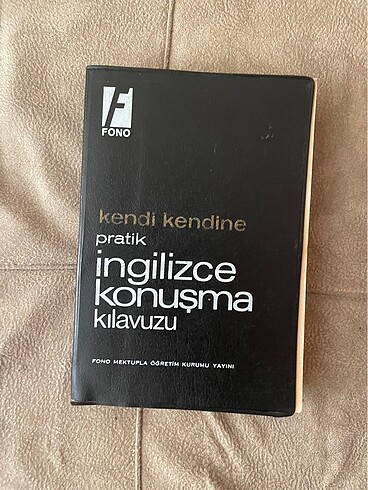 F
FONO
kendi kendine
pratik
ingilizce
konuşma
kılavuzu
FONO MEKTUPLA ÖĞRETİM KURUMU YAYINI